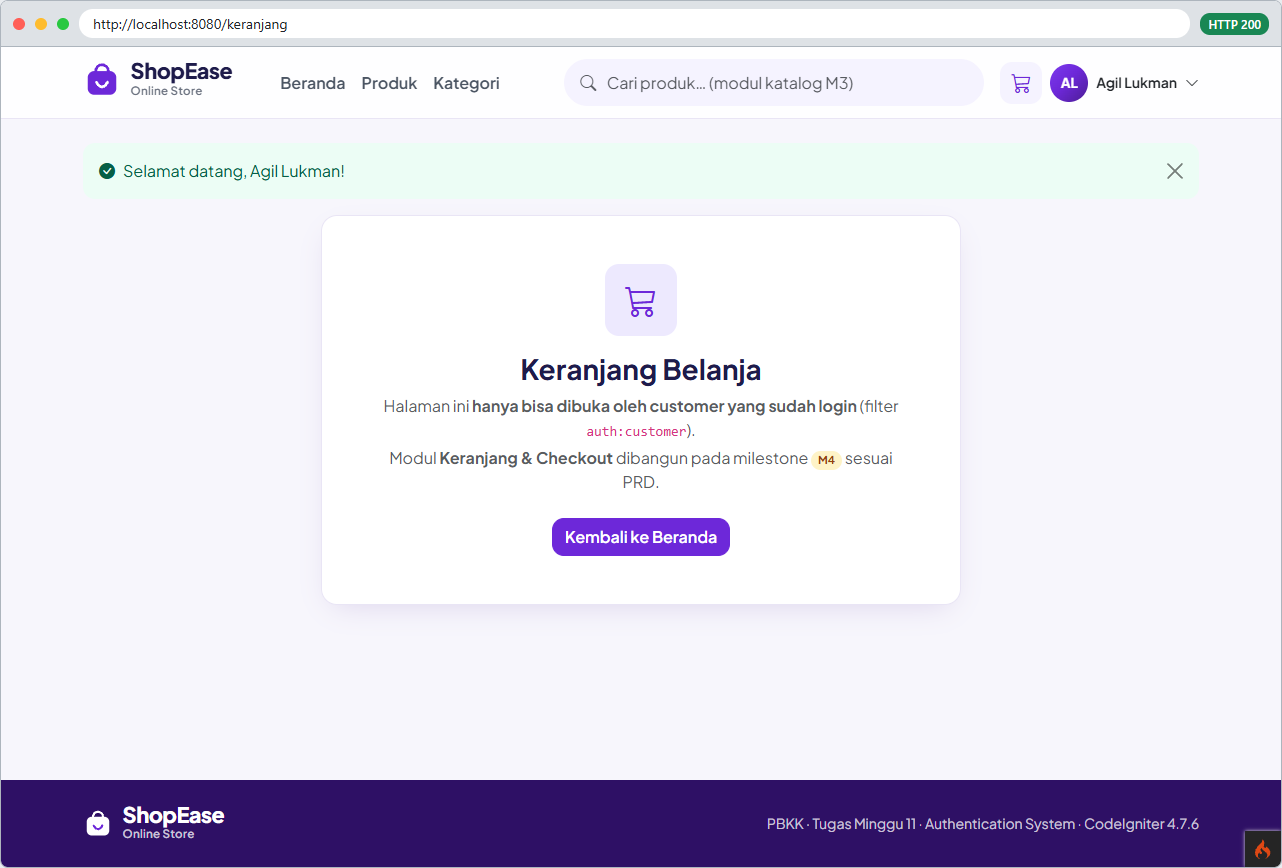 http://localhost:8080/keranjang
HTTP 200
ShopEase
Online Store
Beranda Produk Kategori
Cari produk... (modul katalog M3)
AL Agil Lukman
Selamat datang, Agil Lukman!
Keranjang Belanja
Halaman ini hanya bisa dibuka oleh customer yang sudah login (filter
auth:customer).
Modul Keranjang & Checkout dibangun pada milestone M4 sesuai
PRD.
Kembali ke Beranda
ShopEase
Online Store
PBKK · Tugas Minggu 11 · Authentication System · CodeIgniter 4.7.6